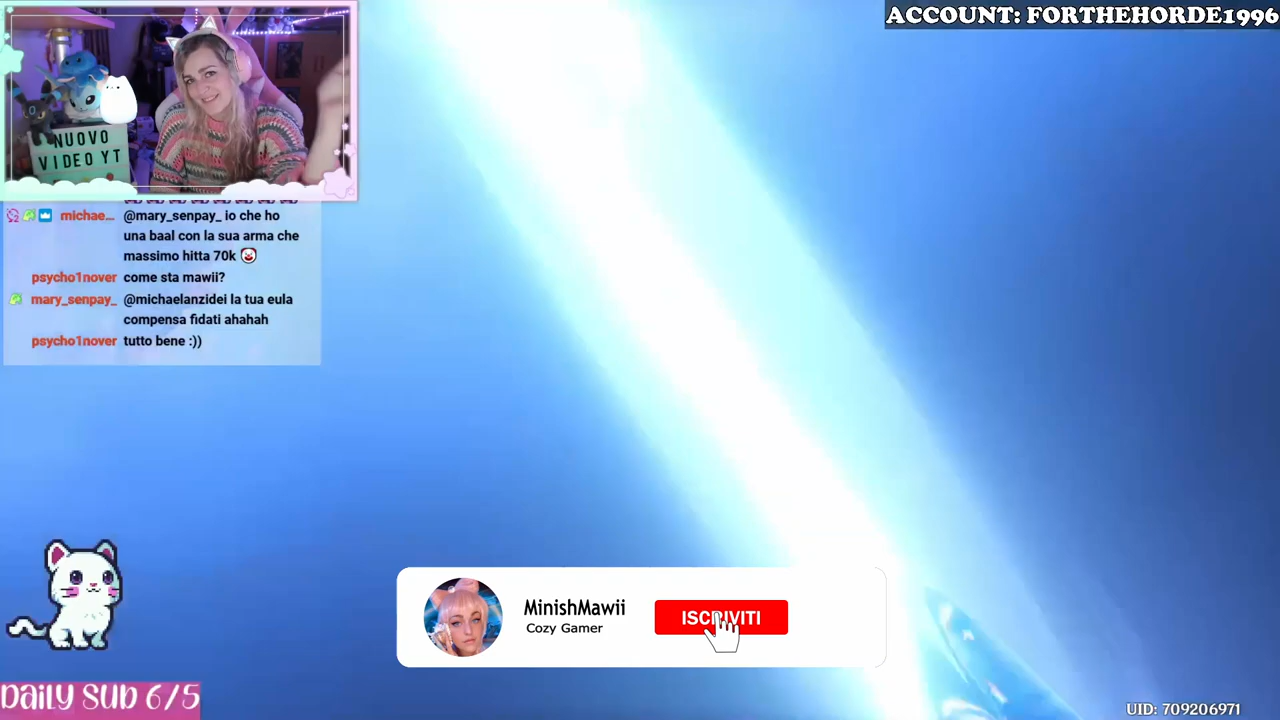 ACCOUNT: FORTHEHORDE1996
NUOVO
VIDEO YT
michae... @mary_senpay_ io che ho
una baal con la sua arma che
massimo hitta 70k
psycho1nover come sta mawii?
mary_senpay_ @michaelanzidei la tua eula
compensa fidati ahahah
psycho1nover tutto bene :))
MinishMawii
Cozy Gamer
ISCRIVITI
Daily Sub 6/5
UID: 709206971